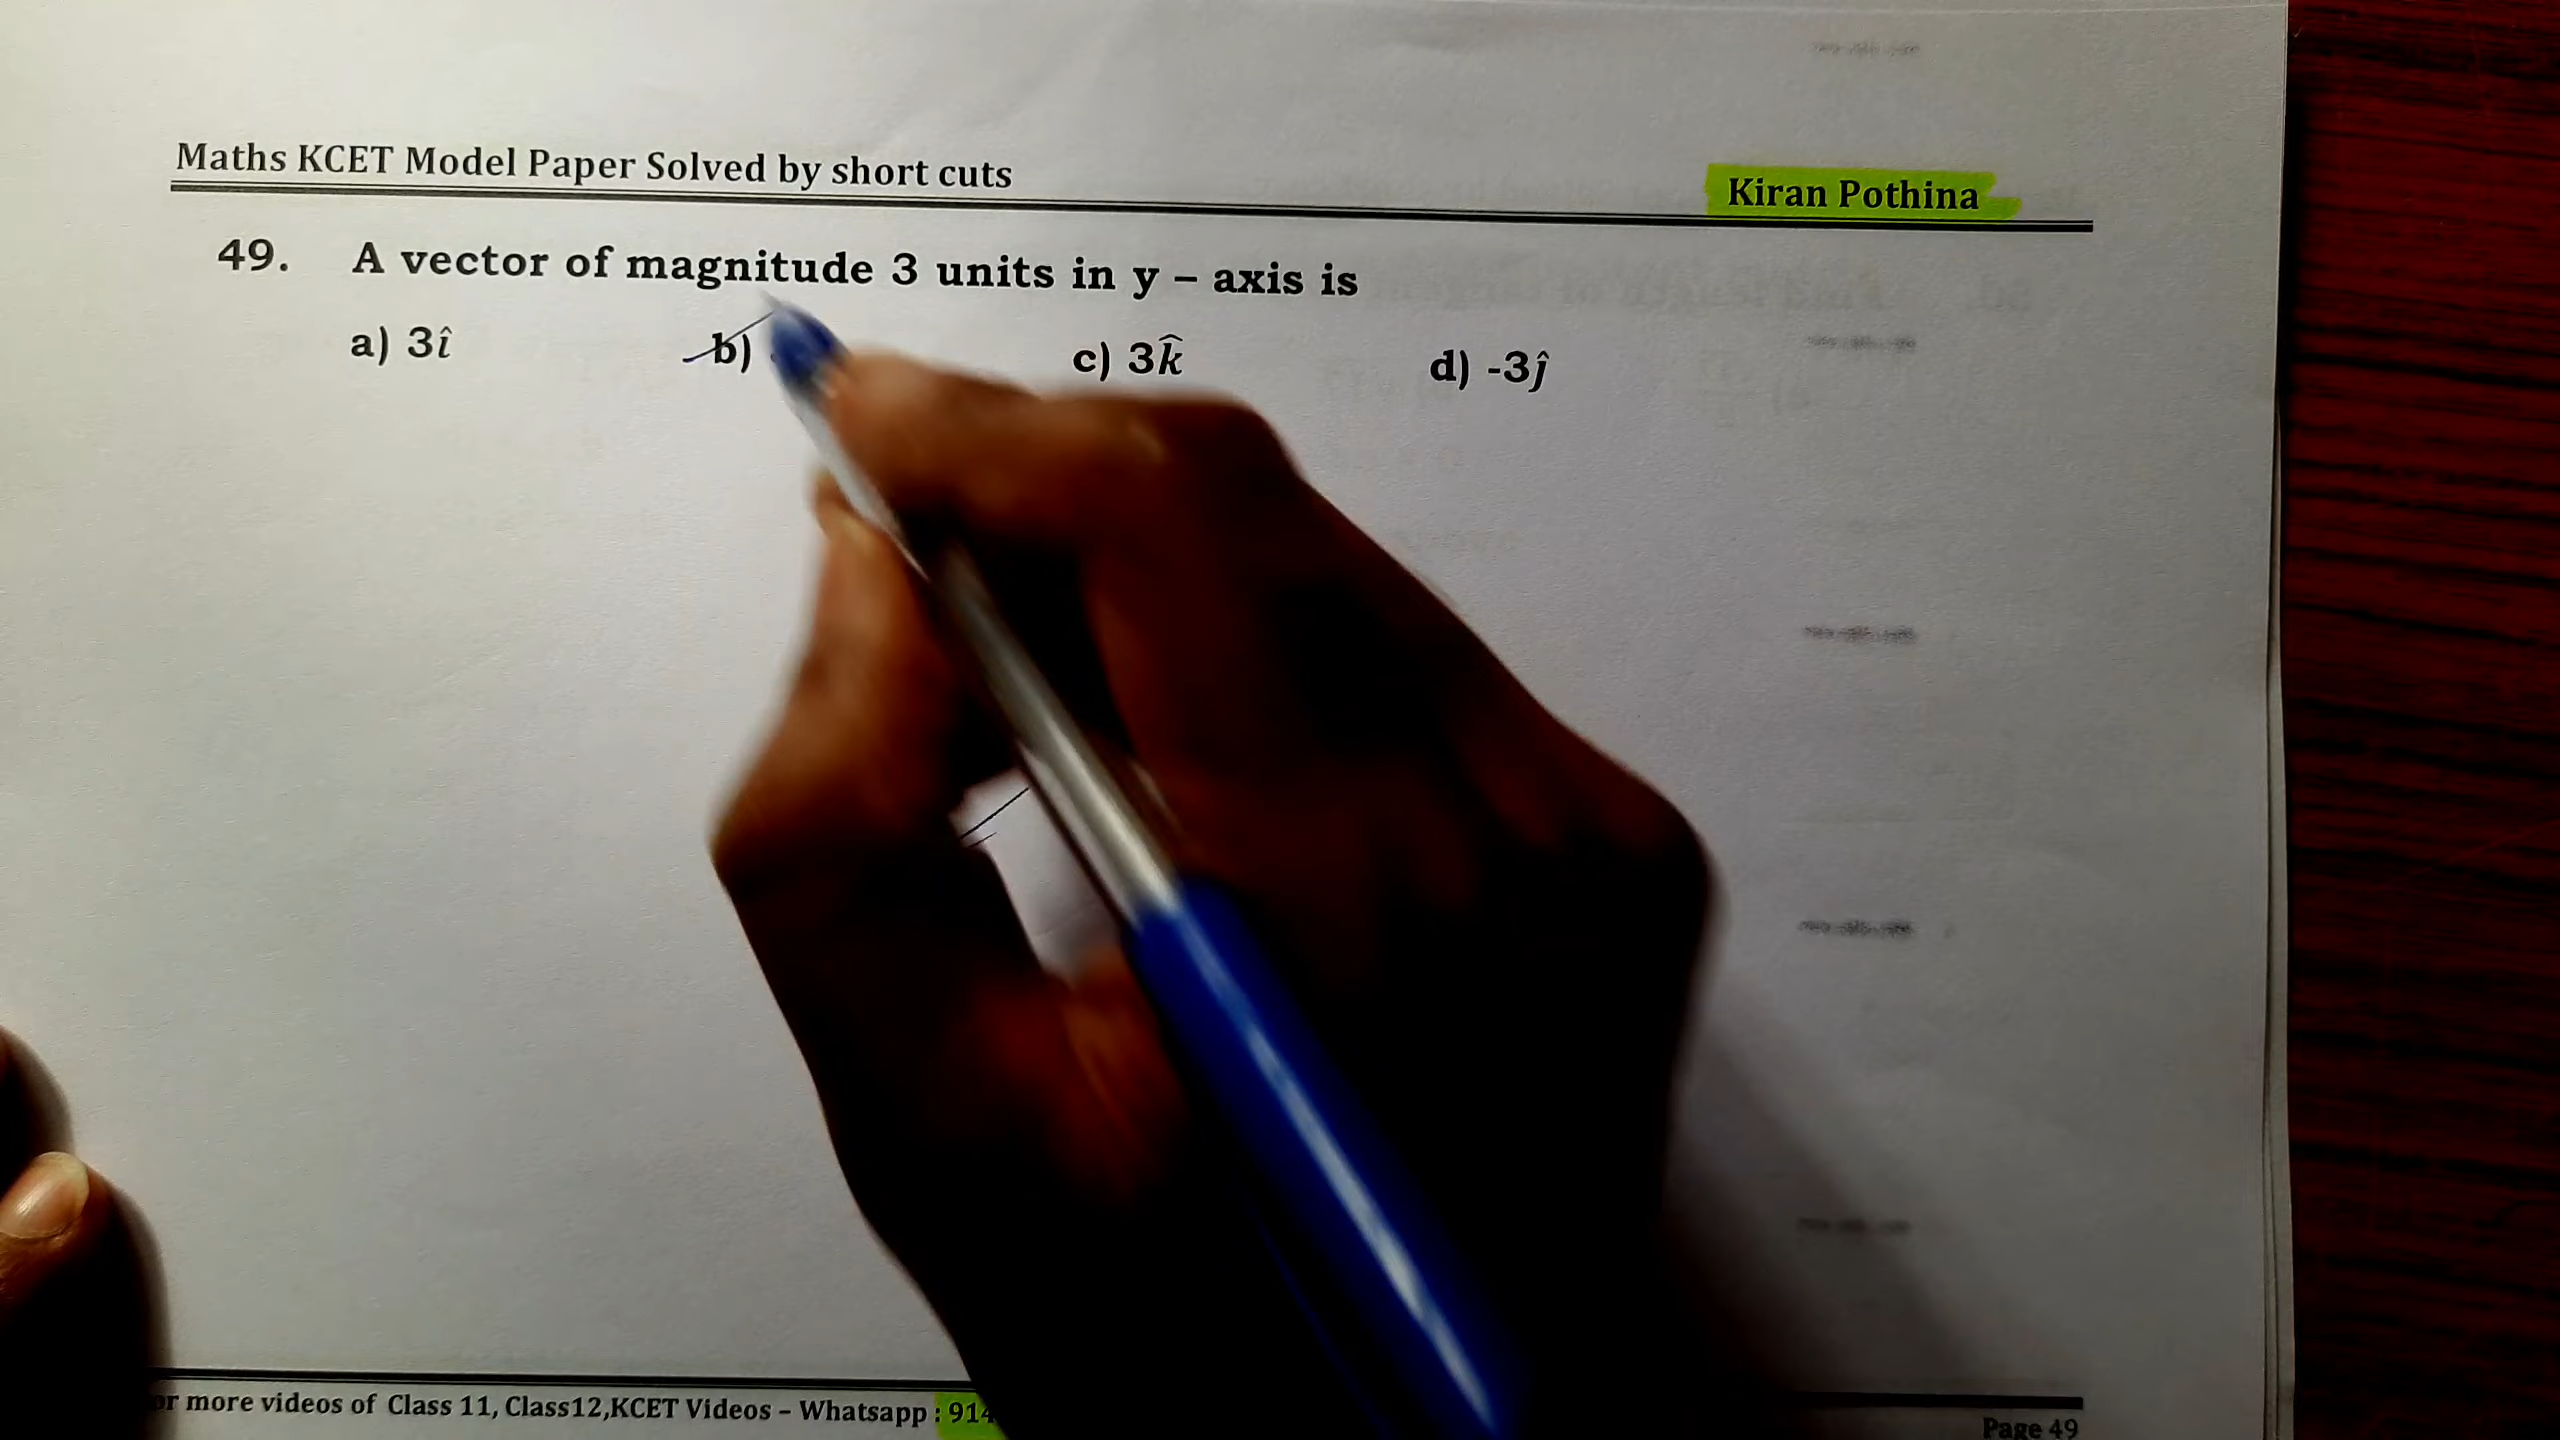 Maths KCET Model Paper Solved by short cuts
Kiran Pothina
49. A vector of magnitude 3 units in y – axis is
a) 3î b) c) 3k̂ d) -3ĵ
or more videos of Class 11, Class12,KCET Videos – Whatsapp : 914
Page 49